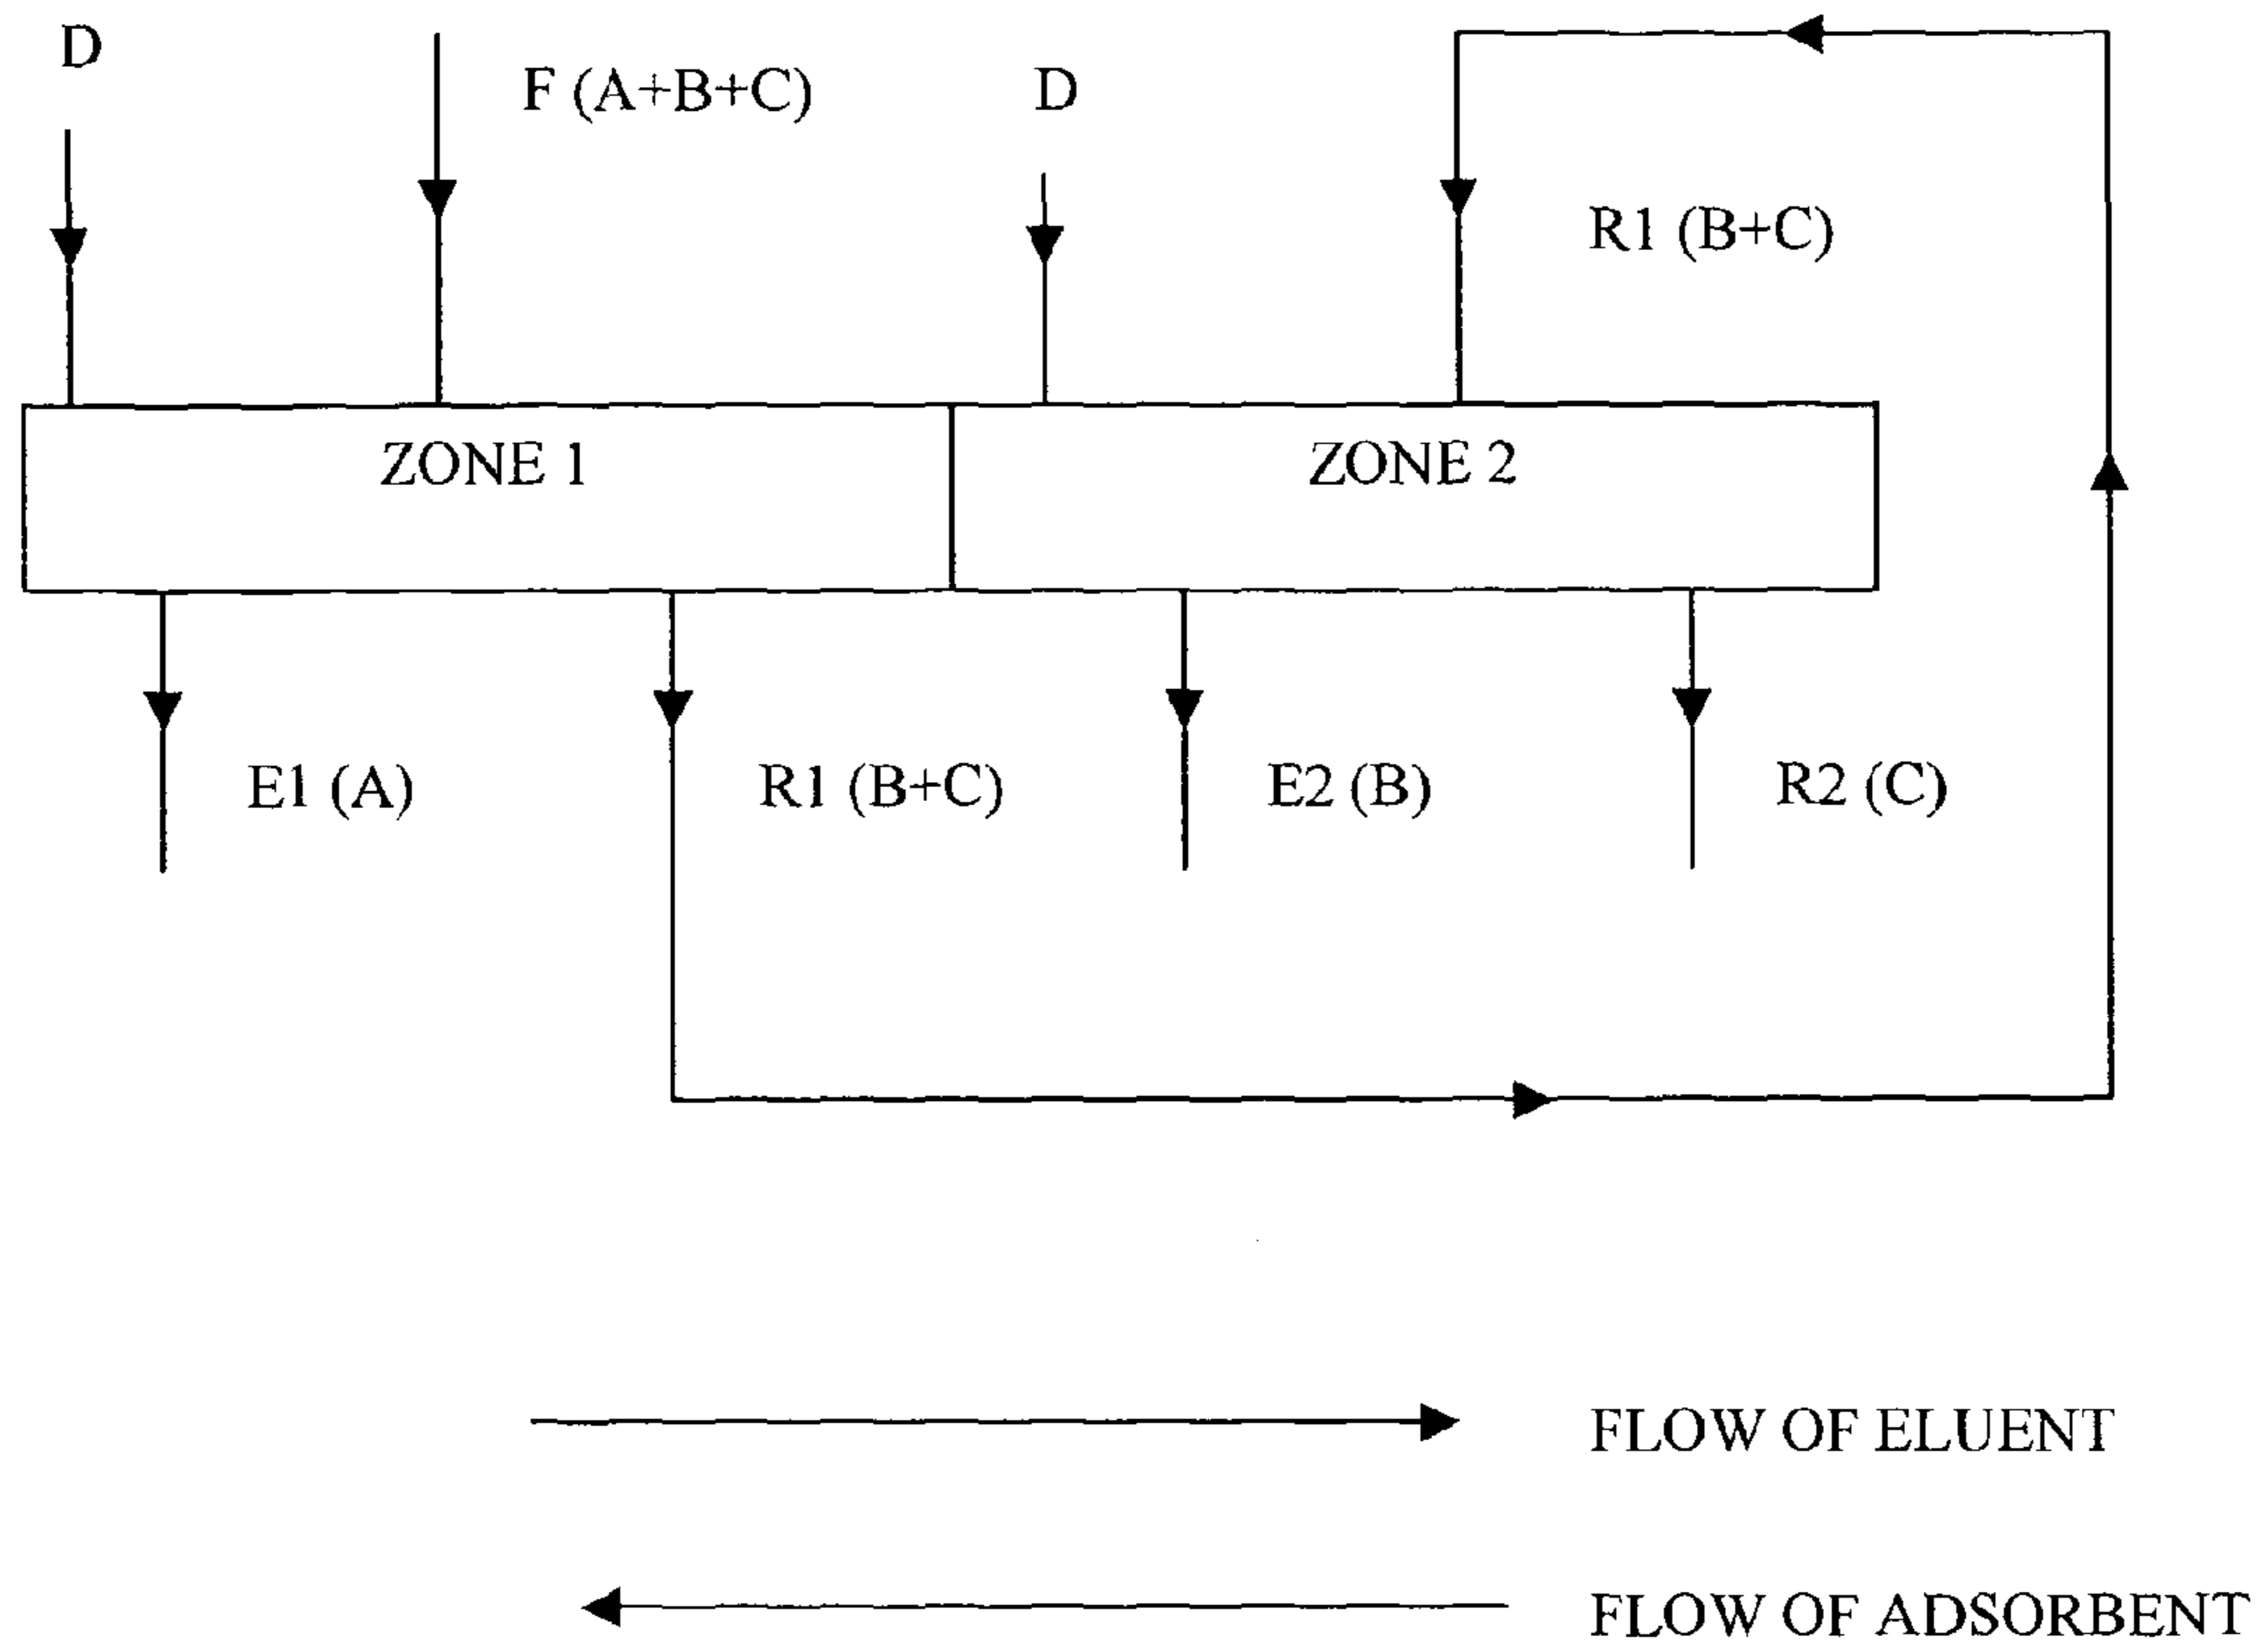 D
F (A+B+C)
D
R1 (B+C)
ZONE 1
ZONE 2
E1 (A)
R1 (B+C)
E2 (B)
R2 (C)
FLOW OF ELUENT
FLOW OF ADSORBENT